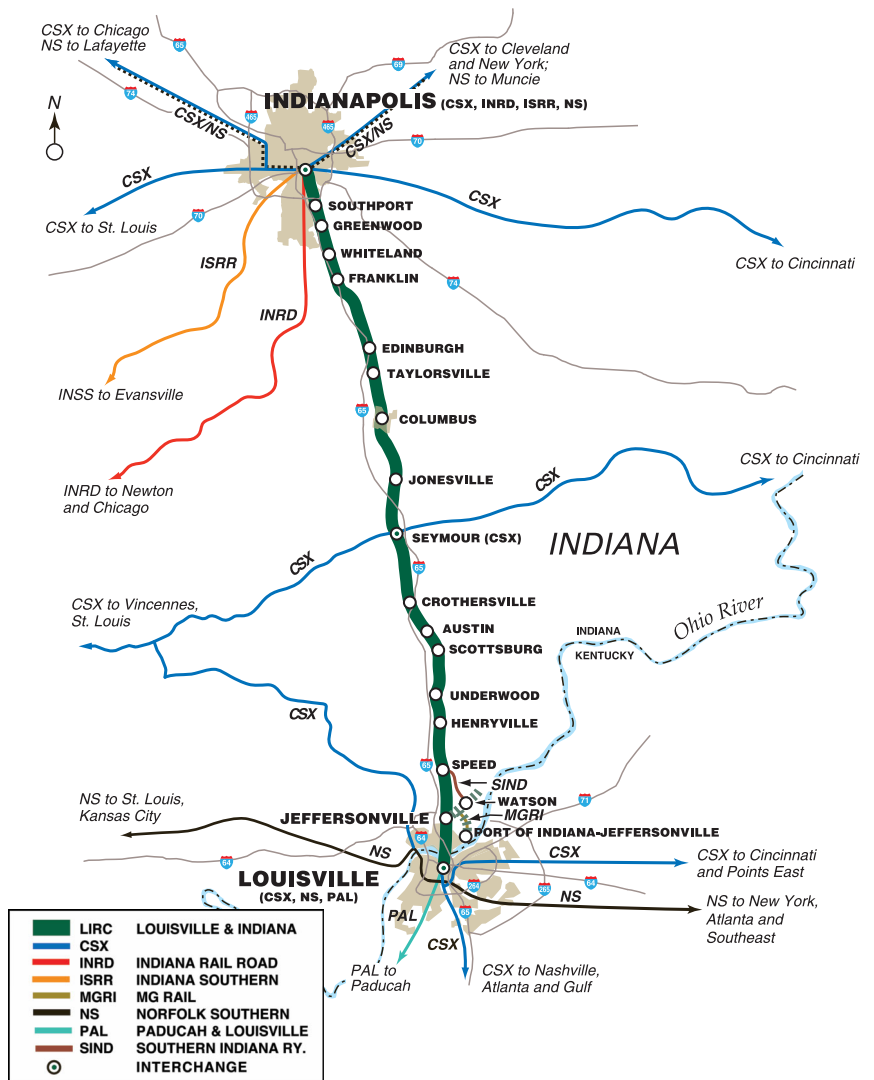 CSX to Chicago
NS to Lafayette
65
69
CSX to Cleveland
and New York;
NS to Muncie
74
N
CSX/NS
465
INDIANAPOLIS (CSX, INRD, ISRR, NS)
465
CSX/NS
70
CSX
CSX
CSX to St. Louis
70
SOUTHPORT
GREENWOOD
WHITELAND
FRANKLIN
CSX to Cincinnati
74
ISRR
INRD
EDINBURGH
TAYLORSVILLE
INSS to Evansville
65
COLUMBUS
CSX to Cincinnati
JONESVILLE
CSX
INRD to Newton
and Chicago
SEYMOUR (CSX)
INDIANA
CSX
65
CSX to Vincennes,
St. Louis
CROTHERSVILLE
AUSTIN
SCOTTSBURG
Ohio River
INDIANA
KENTUCKY
UNDERWOOD
HENRYVILLE
CSX
65
SPEED
SIND
WATSON
MGRI
71
NS to St. Louis,
Kansas City
JEFFERSONVILLE
PORT OF INDIANA-JEFFERSONVILLE
64
NS
64
CSX
CSX to Cincinnati
and Points East
LOUISVILLE
(CSX, NS, PAL)
264
265
64
NS
NS to New York,
Atlanta and
Southeast
65
PAL
CSX
PAL to
Paducah
CSX to Nashville,
Atlanta and Gulf
LIRC LOUISVILLE & INDIANA
CSX
INRD INDIANA RAIL ROAD
ISRR INDIANA SOUTHERN
MGRI MG RAIL
NS NORFOLK SOUTHERN
PAL PADUCAH & LOUISVILLE
SIND SOUTHERN INDIANA RY.
INTERCHANGE